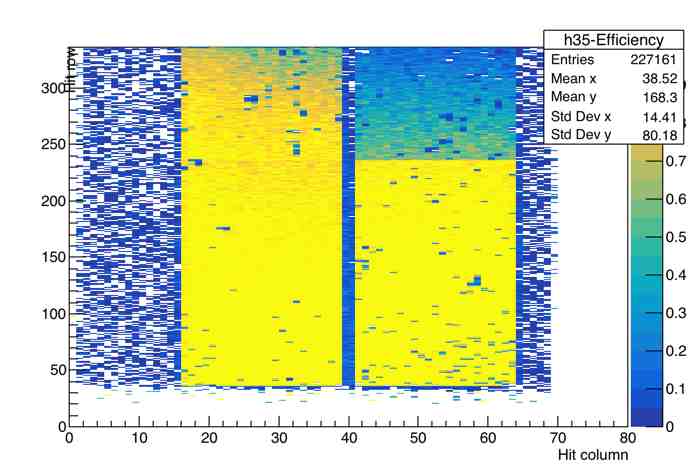 h35-Efficiency
Entries 227161
Mean x 38.52
Mean y 168.3
Std Dev x 14.41
Std Dev y 80.18
Hit row
300
250
200
150
100
50
0
0 10 20 30 40 50 60 70 80
Hit column
0.7
0.6
0.5
0.4
0.3
0.2
0.1
0